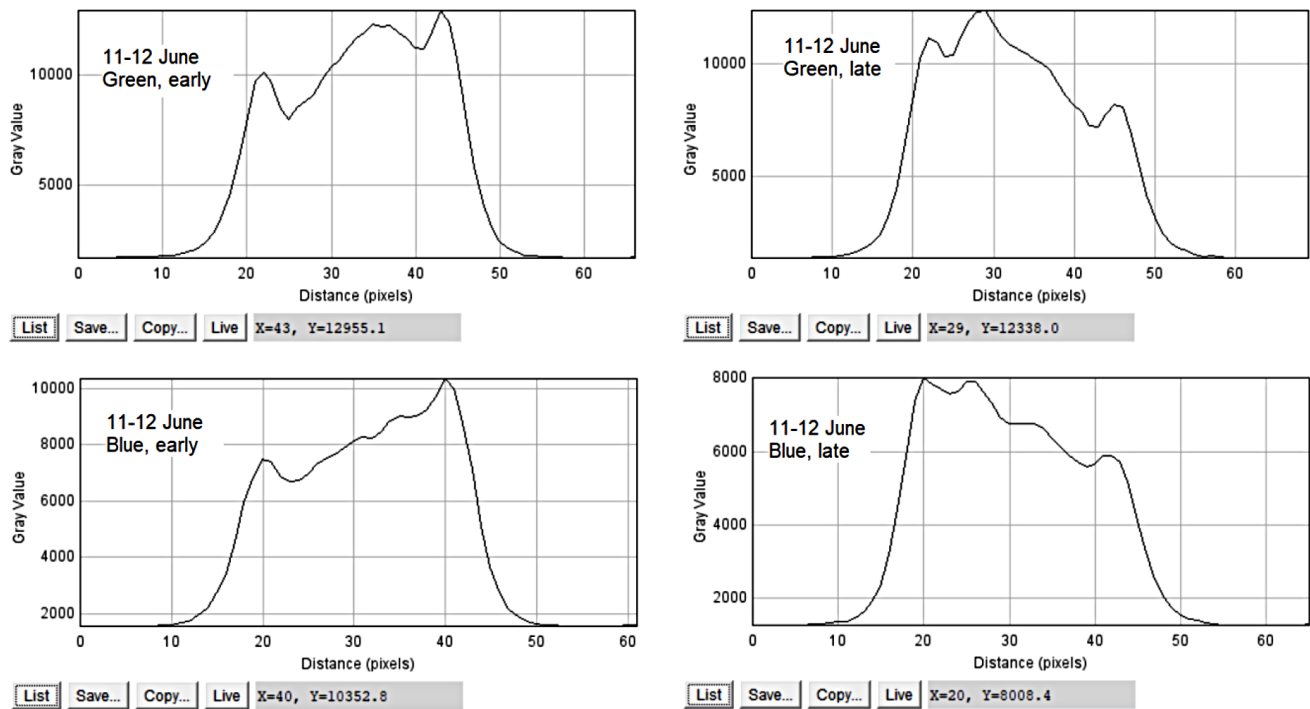 11-12 June
Green, early
10000
5000
Gray Value
0
10
20
30
40
50
60
Distance (pixels)
List
Save...
Copy...
Live
X=43, Y=12955.1
11-12 June
Green, late
10000
5000
Gray Value
0
10
20
30
40
50
60
Distance (pixels)
List
Save...
Copy...
Live
X=29, Y=12338.0
11-12 June
Blue, early
10000
8000
6000
4000
2000
Gray Value
0
10
20
30
40
50
60
Distance (pixels)
List
Save...
Copy...
Live
X=40, Y=10352.8
11-12 June
Blue, late
8000
6000
4000
2000
Gray Value
0
10
20
30
40
50
60
Distance (pixels)
List
Save...
Copy...
Live
X=20, Y=8008.4